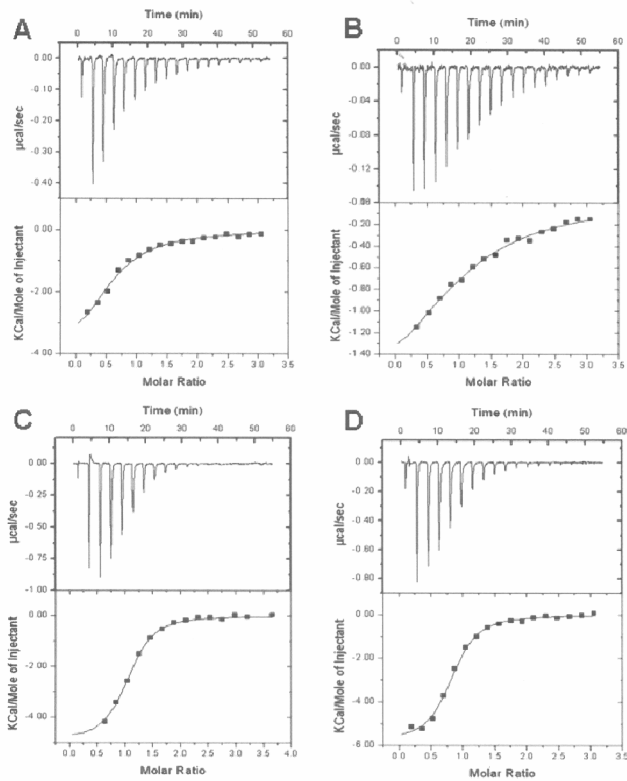 A
Time (min)
0 10 20 30 40 50 60
0.00
-0.10
-0.20
-0.30
-0.40
µcal/sec
0.00
-2.00
-4.00
KCal/Mole of Injectant
0.0 0.5 1.0 1.5 2.0 2.5 3.0 3.5
Molar Ratio
B
Time (min)
0 10 20 30 40 50 60
0.00
-0.04
-0.08
-0.12
µcal/sec
-0.20
-0.40
-0.60
-0.80
-1.00
-1.20
-1.40
KCal/Mole of Injectant
0.0 0.5 1.0 1.5 2.0 2.5 3.0 3.5
Molar Ratio
C
Time (min)
0 10 20 30 40 50 60
0.00
-0.25
-0.50
-0.75
-1.00
µcal/sec
0.00
-2.00
-4.00
KCal/Mole of Injectant
0.0 0.5 1.0 1.5 2.0 2.5 3.0 3.5 4.0
Molar Ratio
D
Time (min)
0 10 20 30 40 50 60
0.00
-0.20
-0.40
-0.60
-0.80
µcal/sec
0.00
-2.00
-4.00
-6.00
KCal/Mole of Injectant
0.0 0.5 1.0 1.5 2.0 2.5 3.0 3.5
Molar Ratio